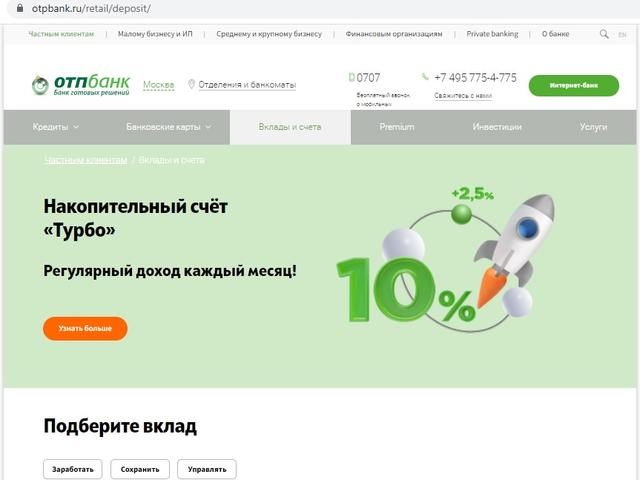 otpbank.ru/retail/deposit/
Частным клиентам | Малому бизнесу и ИП | Среднему и крупному бизнесу | Финансовым организациям | Private banking | О банке EN
отпбанк
Банк готовых решений
Москва
Отделения и банкоматы
0707
Бесплатный звонок
с мобильных
+7 495 775-4-775
Свяжитесь с нами
Интернет-банк
Кредиты Банковские карты Вклады и счета Premium Инвестиции Услуги
Частным клиентам / Вклады и счета
Накопительный счёт
«Турбо»
Регулярный доход каждый месяц!
Узнать больше
+2,5%
10%
Подберите вклад
Заработать Сохранить Управлять